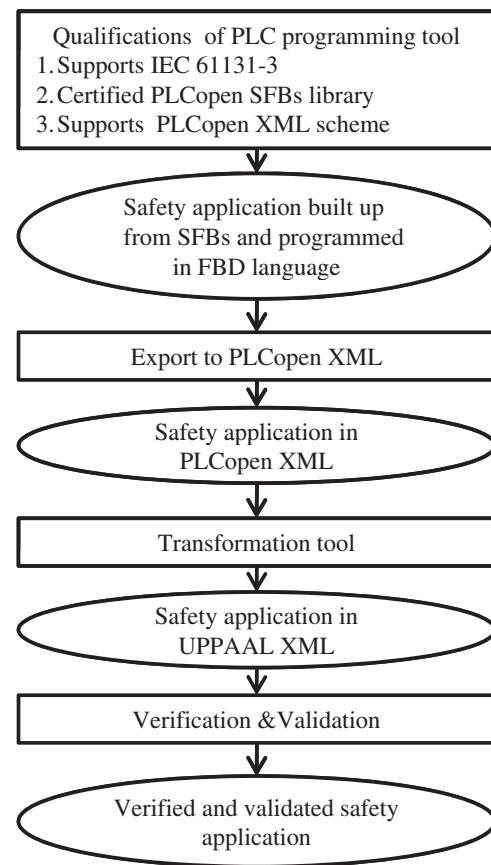 Qualifications of PLC programming tool
1. Supports IEC 61131-3
2. Certified PLCopen SFBs library
3. Supports PLCopen XML scheme
Safety application built up
from SFBs and programmed
in FBD language
Export to PLCopen XML
Safety application in
PLCopen XML
Transformation tool
Safety application in
UPPAAL XML
Verification &Validation
Verified and validated safety
application